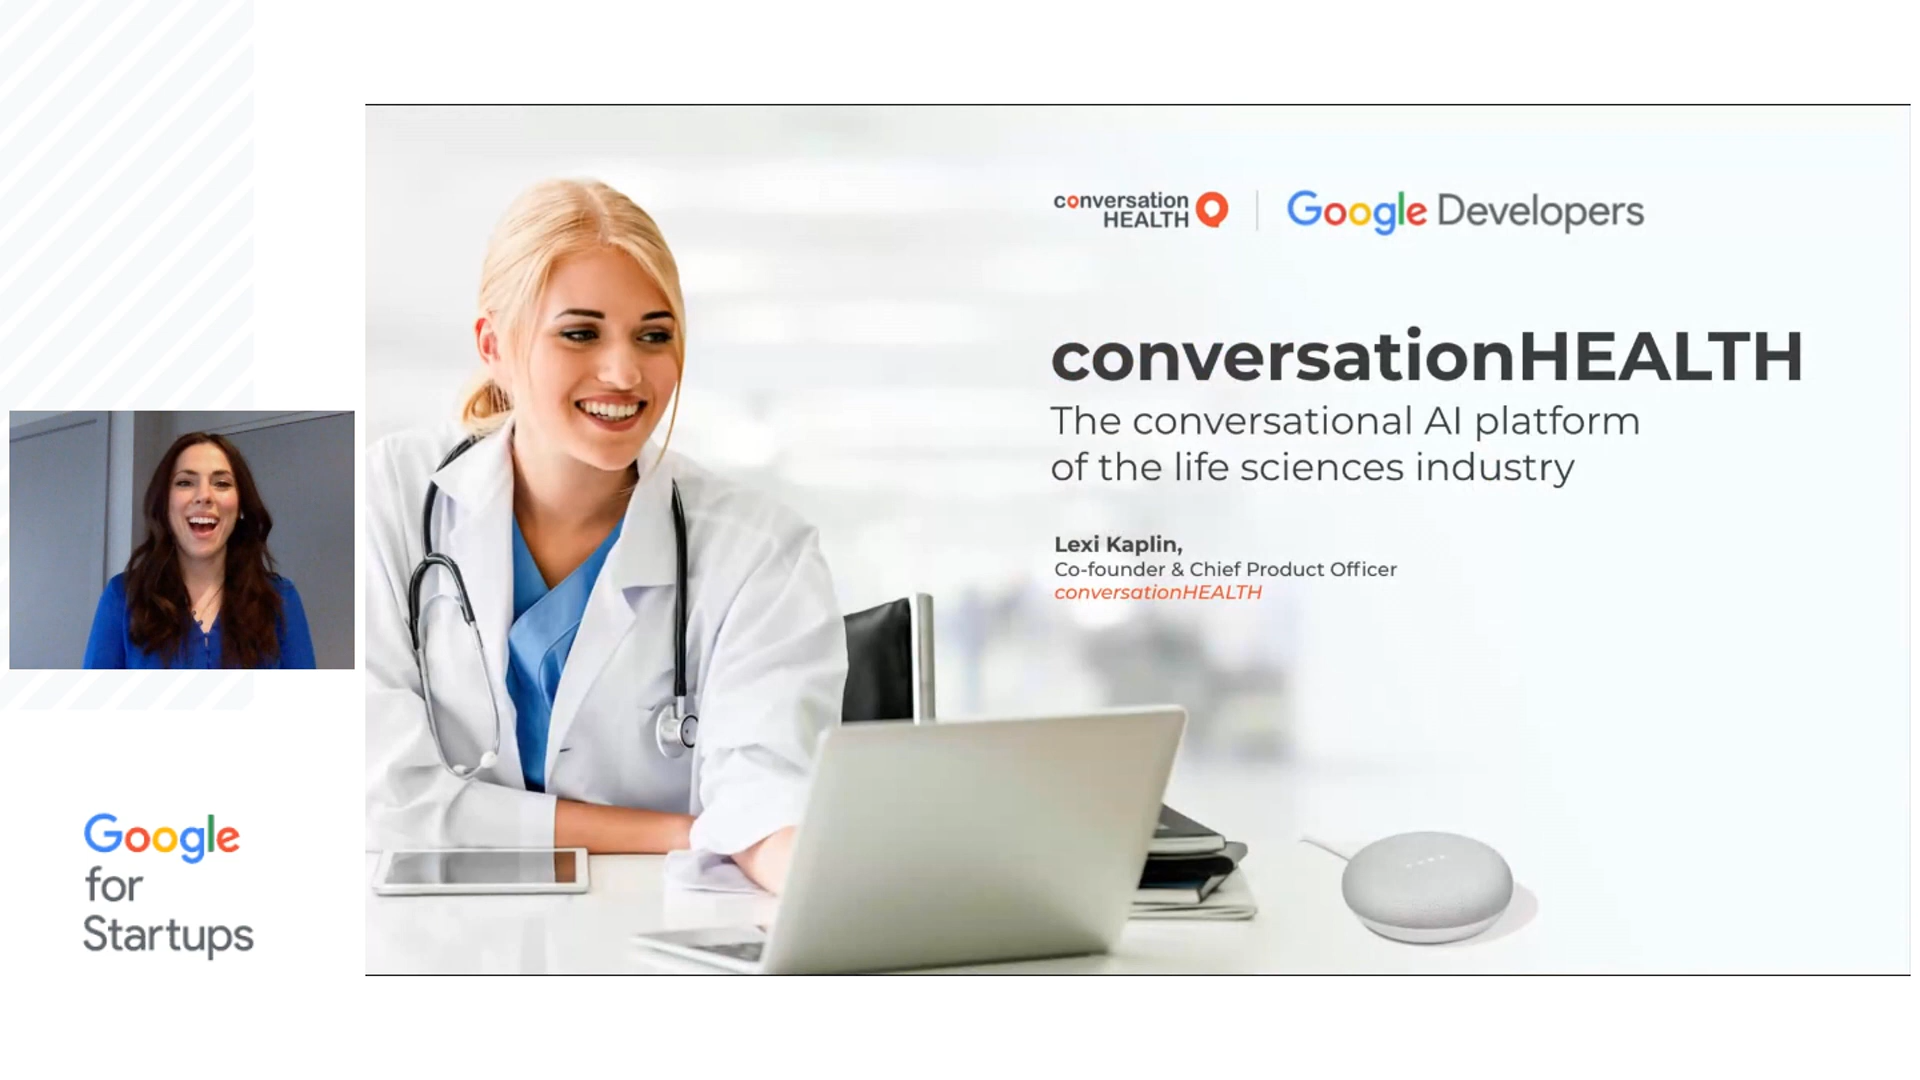 conversation
HEALTH
Google Developers
conversationHEALTH
The conversational AI platform
of the life sciences industry
Lexi Kaplin,
Co-founder & Chief Product Officer
conversationHEALTH
Google
for
Startups